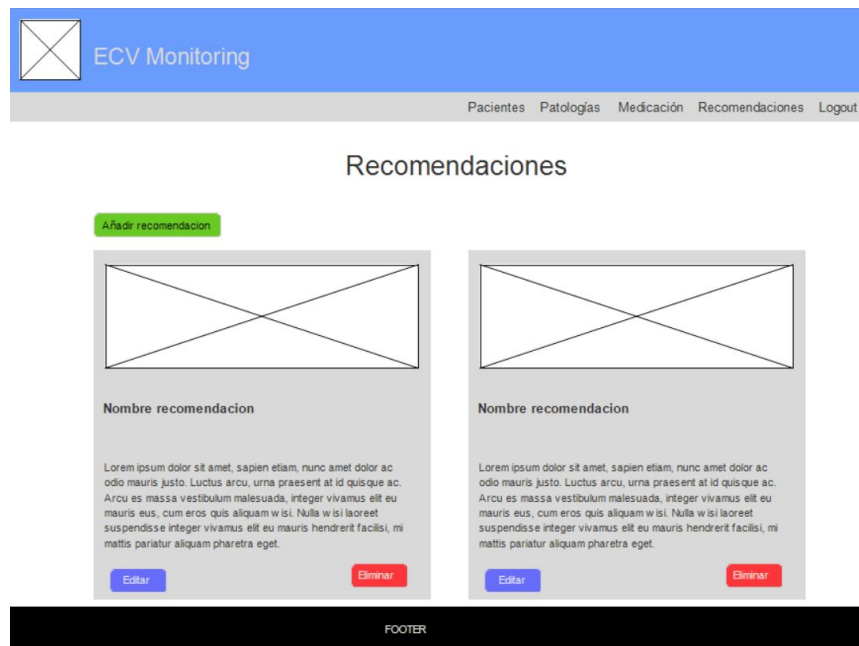 ECV Monitoring
Pacientes Patologías Medicación Recomendaciones Logout
Recomendaciones
Añadir recomendacion
Nombre recomendacion
Lorem ipsum dolor sit amet, sapien etiam, nunc amet dolor ac
odio mauris justo. Luctus arcu, urna praesent at id quisque ac.
Arcu es massa vestibulum malesuada, integer vivamus elit eu
mauris eus, cum eros quis aliquam wisi. Nulla wisi laoreet
suspendisse integer vivamus elit eu mauris hendrerit facilisi, mi
mattis pariatur aliquam pharetra eget.
Editar Eliminar
Nombre recomendacion
Lorem ipsum dolor sit amet, sapien etiam, nunc amet dolor ac
odio mauris justo. Luctus arcu, urna praesent at id quisque ac.
Arcu es massa vestibulum malesuada, integer vivamus elit eu
mauris eus, cum eros quis aliquam wisi. Nulla wisi laoreet
suspendisse integer vivamus elit eu mauris hendrerit facilisi, mi
mattis pariatur aliquam pharetra eget.
Editar Eliminar
FOOTER